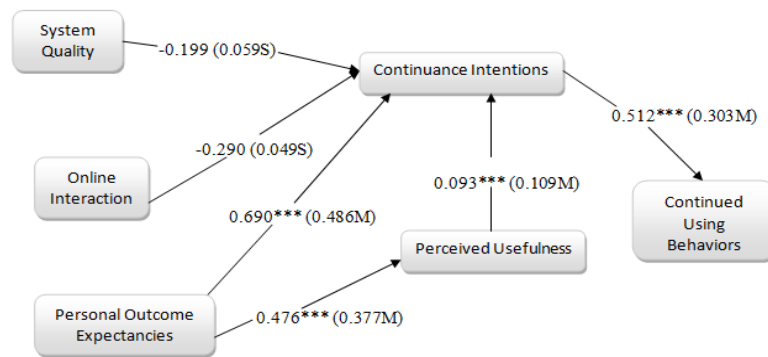 System
Quality
-0.199 (0.059S)
Continuance Intentions
0.512*** (0.303M)
Online
Interaction
-0.290 (0.049S)
0.093*** (0.109M)
Continued
Using
Behaviors
0.690*** (0.486M)
Perceived Usefulness
Personal Outcome
Expectancies
0.476*** (0.377M)